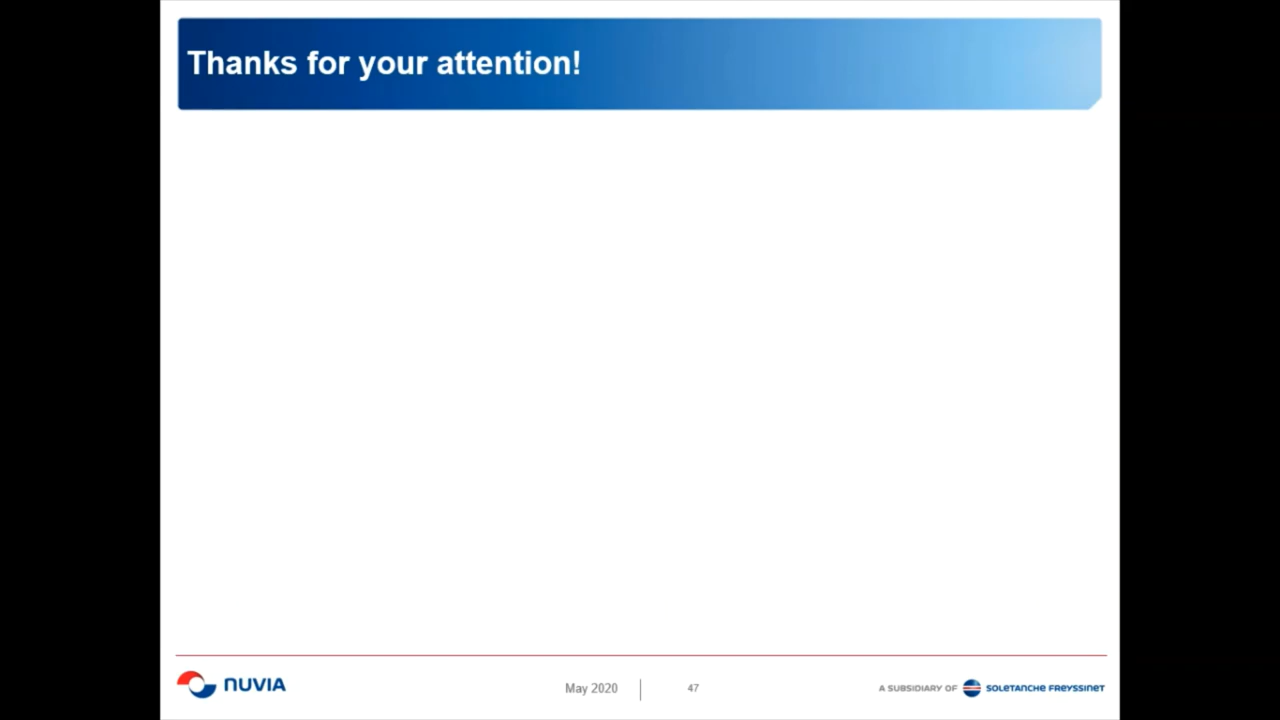 Thanks for your attention!
NUVIA
May 2020
47
A SUBSIDIARY OF SOLETANCHE FREYSSINET